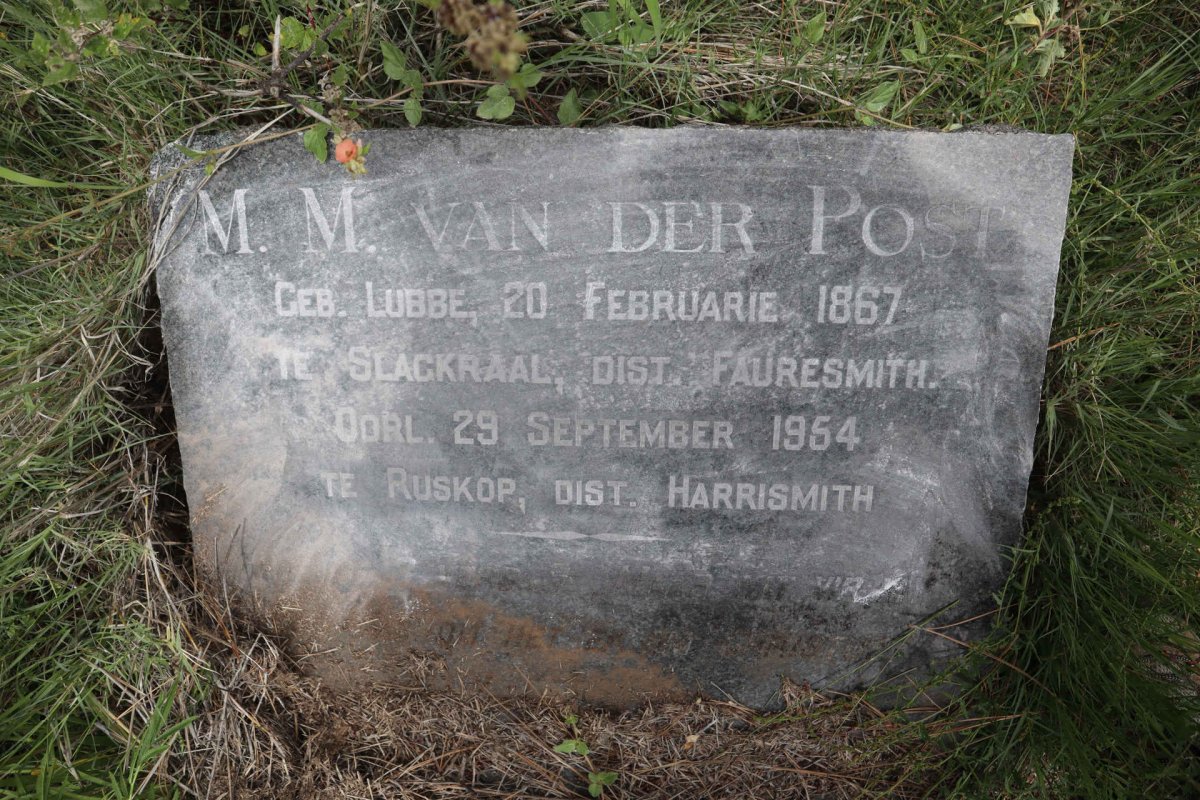 M. M. VAN DER POST
GEB. LUBBE, 20 FEBRUARIE 1867
TE SLACKRAAL, DIST. FAURESMITH.
OORL. 29 SEPTEMBER 1954
TE RUSKOP, DIST. HARRISMITH
VIR